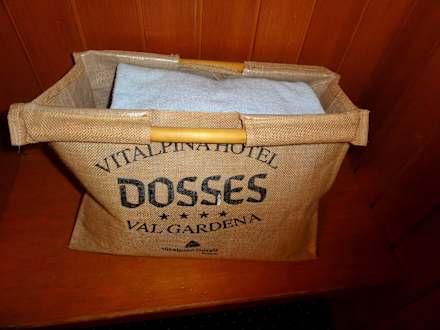 VITALPINA HOTEL
DOSSES
★★★★
VAL GARDENA